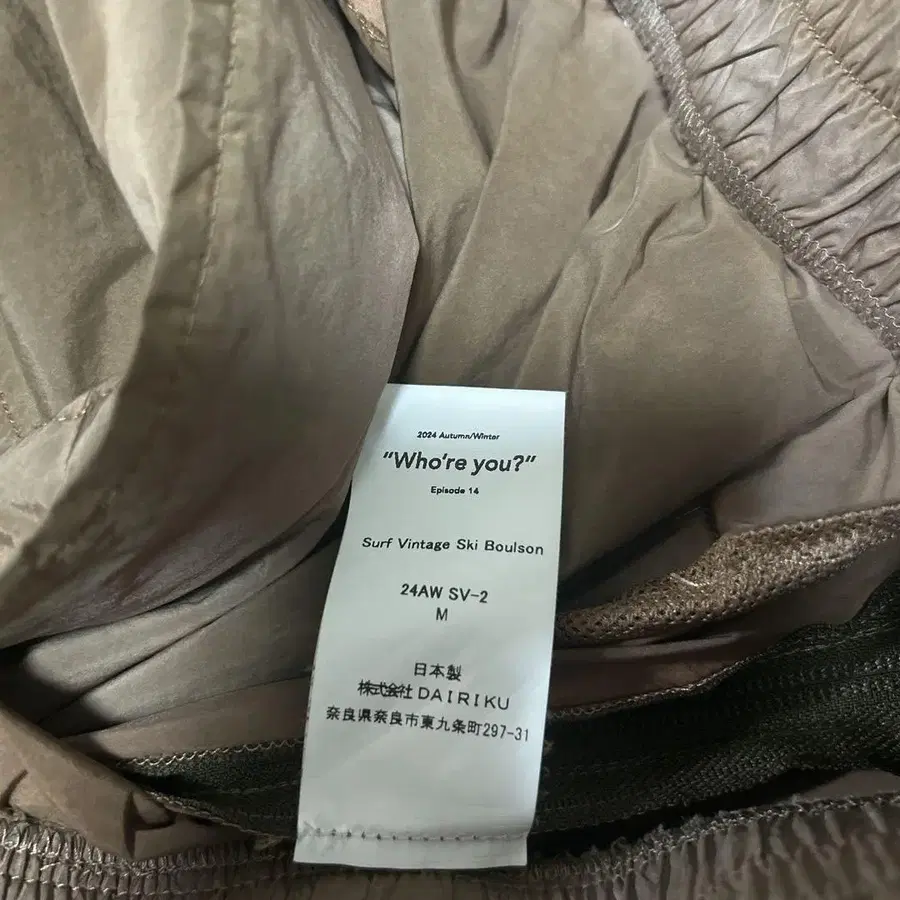 2024 Autumn/Winter
"Who're you?"
Episode 14
Surf Vintage Ski Boulson
24AW SV-2
M
日本製
株式会社 DAIRIKU
奈良県奈良市東九条町297-31